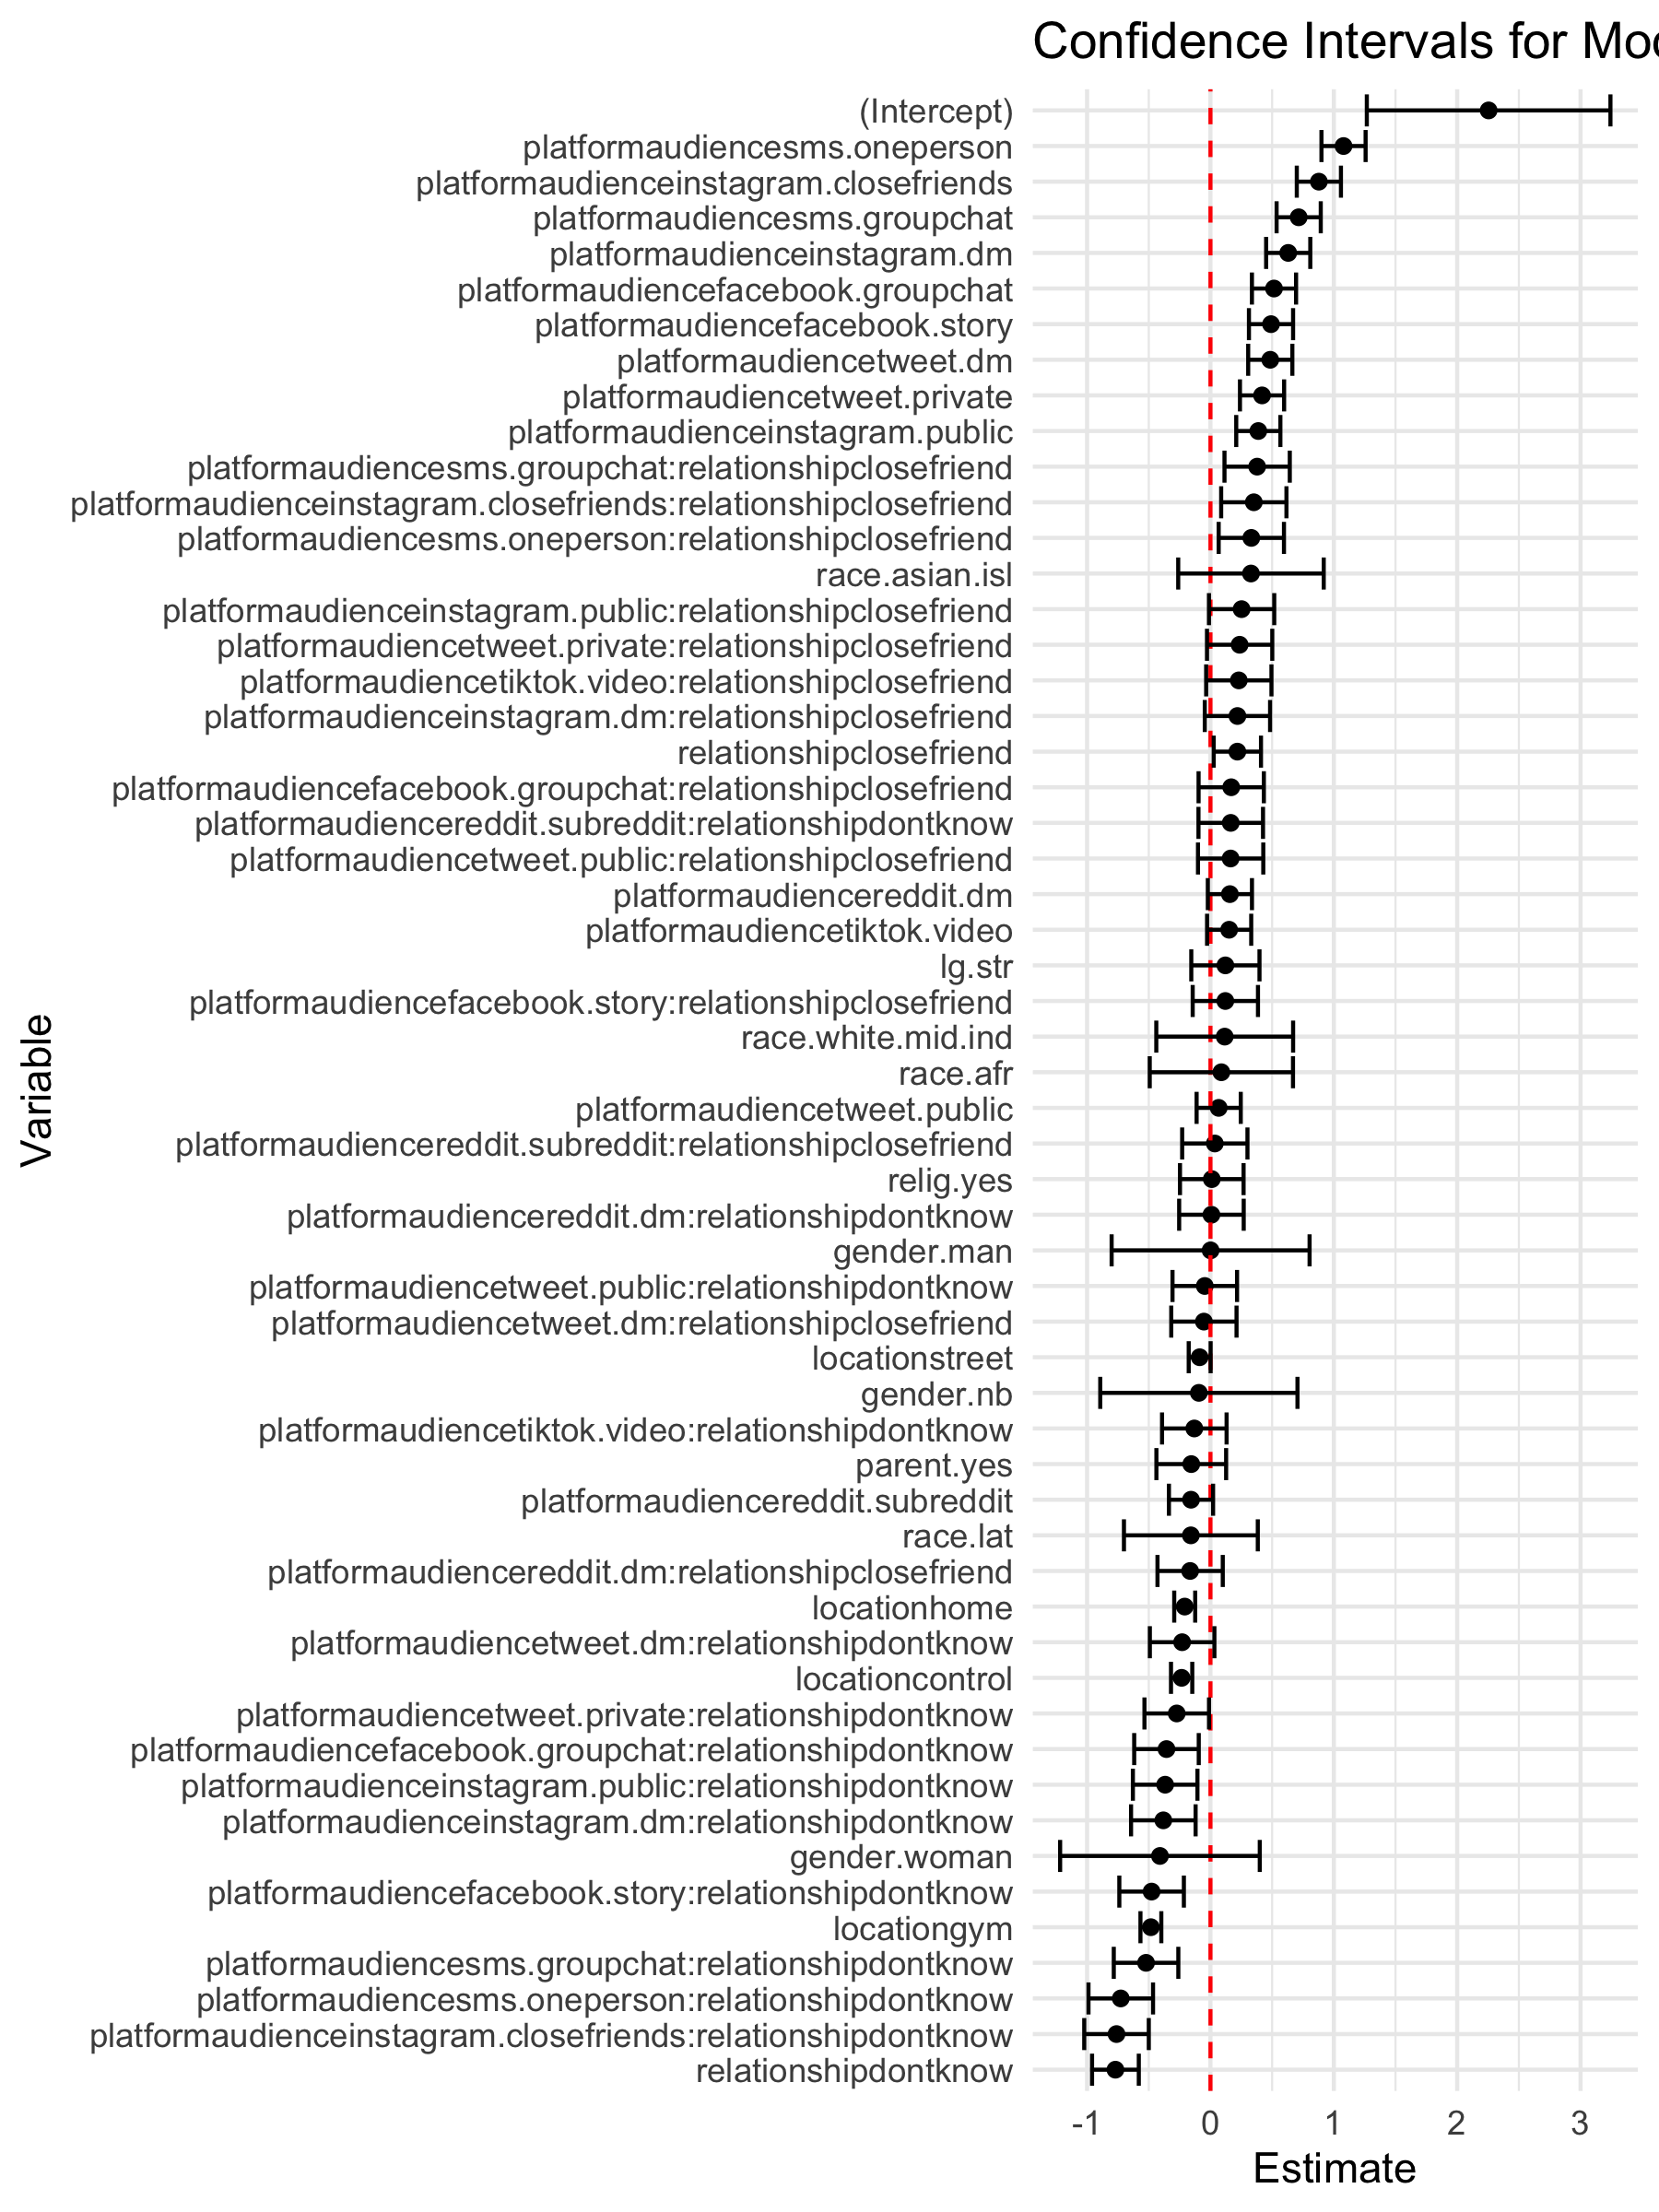 Confidence Intervals for Moc
(Intercept)
platformaudiencesms.oneperson
platformaudienceinstagram.closefriends
platformaudiencesms.groupchat
platformaudienceinstagram.dm
platformaudiencefacebook.groupchat
platformaudiencefacebook.story
platformaudiencetweet.dm
platformaudiencetweet.private
platformaudienceinstagram.public
platformaudiencesms.groupchat:relationshipclosefriend
platformaudienceinstagram.closefriends:relationshipclosefriend
platformaudiencesms.oneperson:relationshipclosefriend
race.asian.isl
platformaudienceinstagram.public:relationshipclosefriend
platformaudiencetweet.private:relationshipclosefriend
platformaudiencetiktok.video:relationshipclosefriend
platformaudienceinstagram.dm:relationshipclosefriend
relationshipclosefriend
platformaudiencefacebook.groupchat:relationshipclosefriend
platformaudiencereddit.subreddit:relationshipdontknow
platformaudiencetweet.public:relationshipclosefriend
platformaudiencereddit.dm
platformaudiencetiktok.video
lg.str
platformaudiencefacebook.story:relationshipclosefriend
race.white.mid.ind
race.afr
platformaudiencetweet.public
platformaudiencereddit.subreddit:relationshipclosefriend
relig.yes
platformaudiencereddit.dm:relationshipdontknow
gender.man
platformaudiencetweet.public:relationshipdontknow
platformaudiencetweet.dm:relationshipclosefriend
locationstreet
gender.nb
platformaudiencetiktok.video:relationshipdontknow
parent.yes
platformaudiencereddit.subreddit
race.lat
platformaudiencereddit.dm:relationshipclosefriend
locationhome
platformaudiencetweet.dm:relationshipdontknow
locationcontrol
platformaudiencetweet.private:relationshipdontknow
platformaudiencefacebook.groupchat:relationshipdontknow
platformaudienceinstagram.public:relationshipdontknow
platformaudienceinstagram.dm:relationshipdontknow
gender.woman
platformaudiencefacebook.story:relationshipdontknow
locationgym
platformaudiencesms.groupchat:relationshipdontknow
platformaudiencesms.oneperson:relationshipdontknow
platformaudienceinstagram.closefriends:relationshipdontknow
relationshipdontknow
Variable
-1 0 1 2 3
Estimate